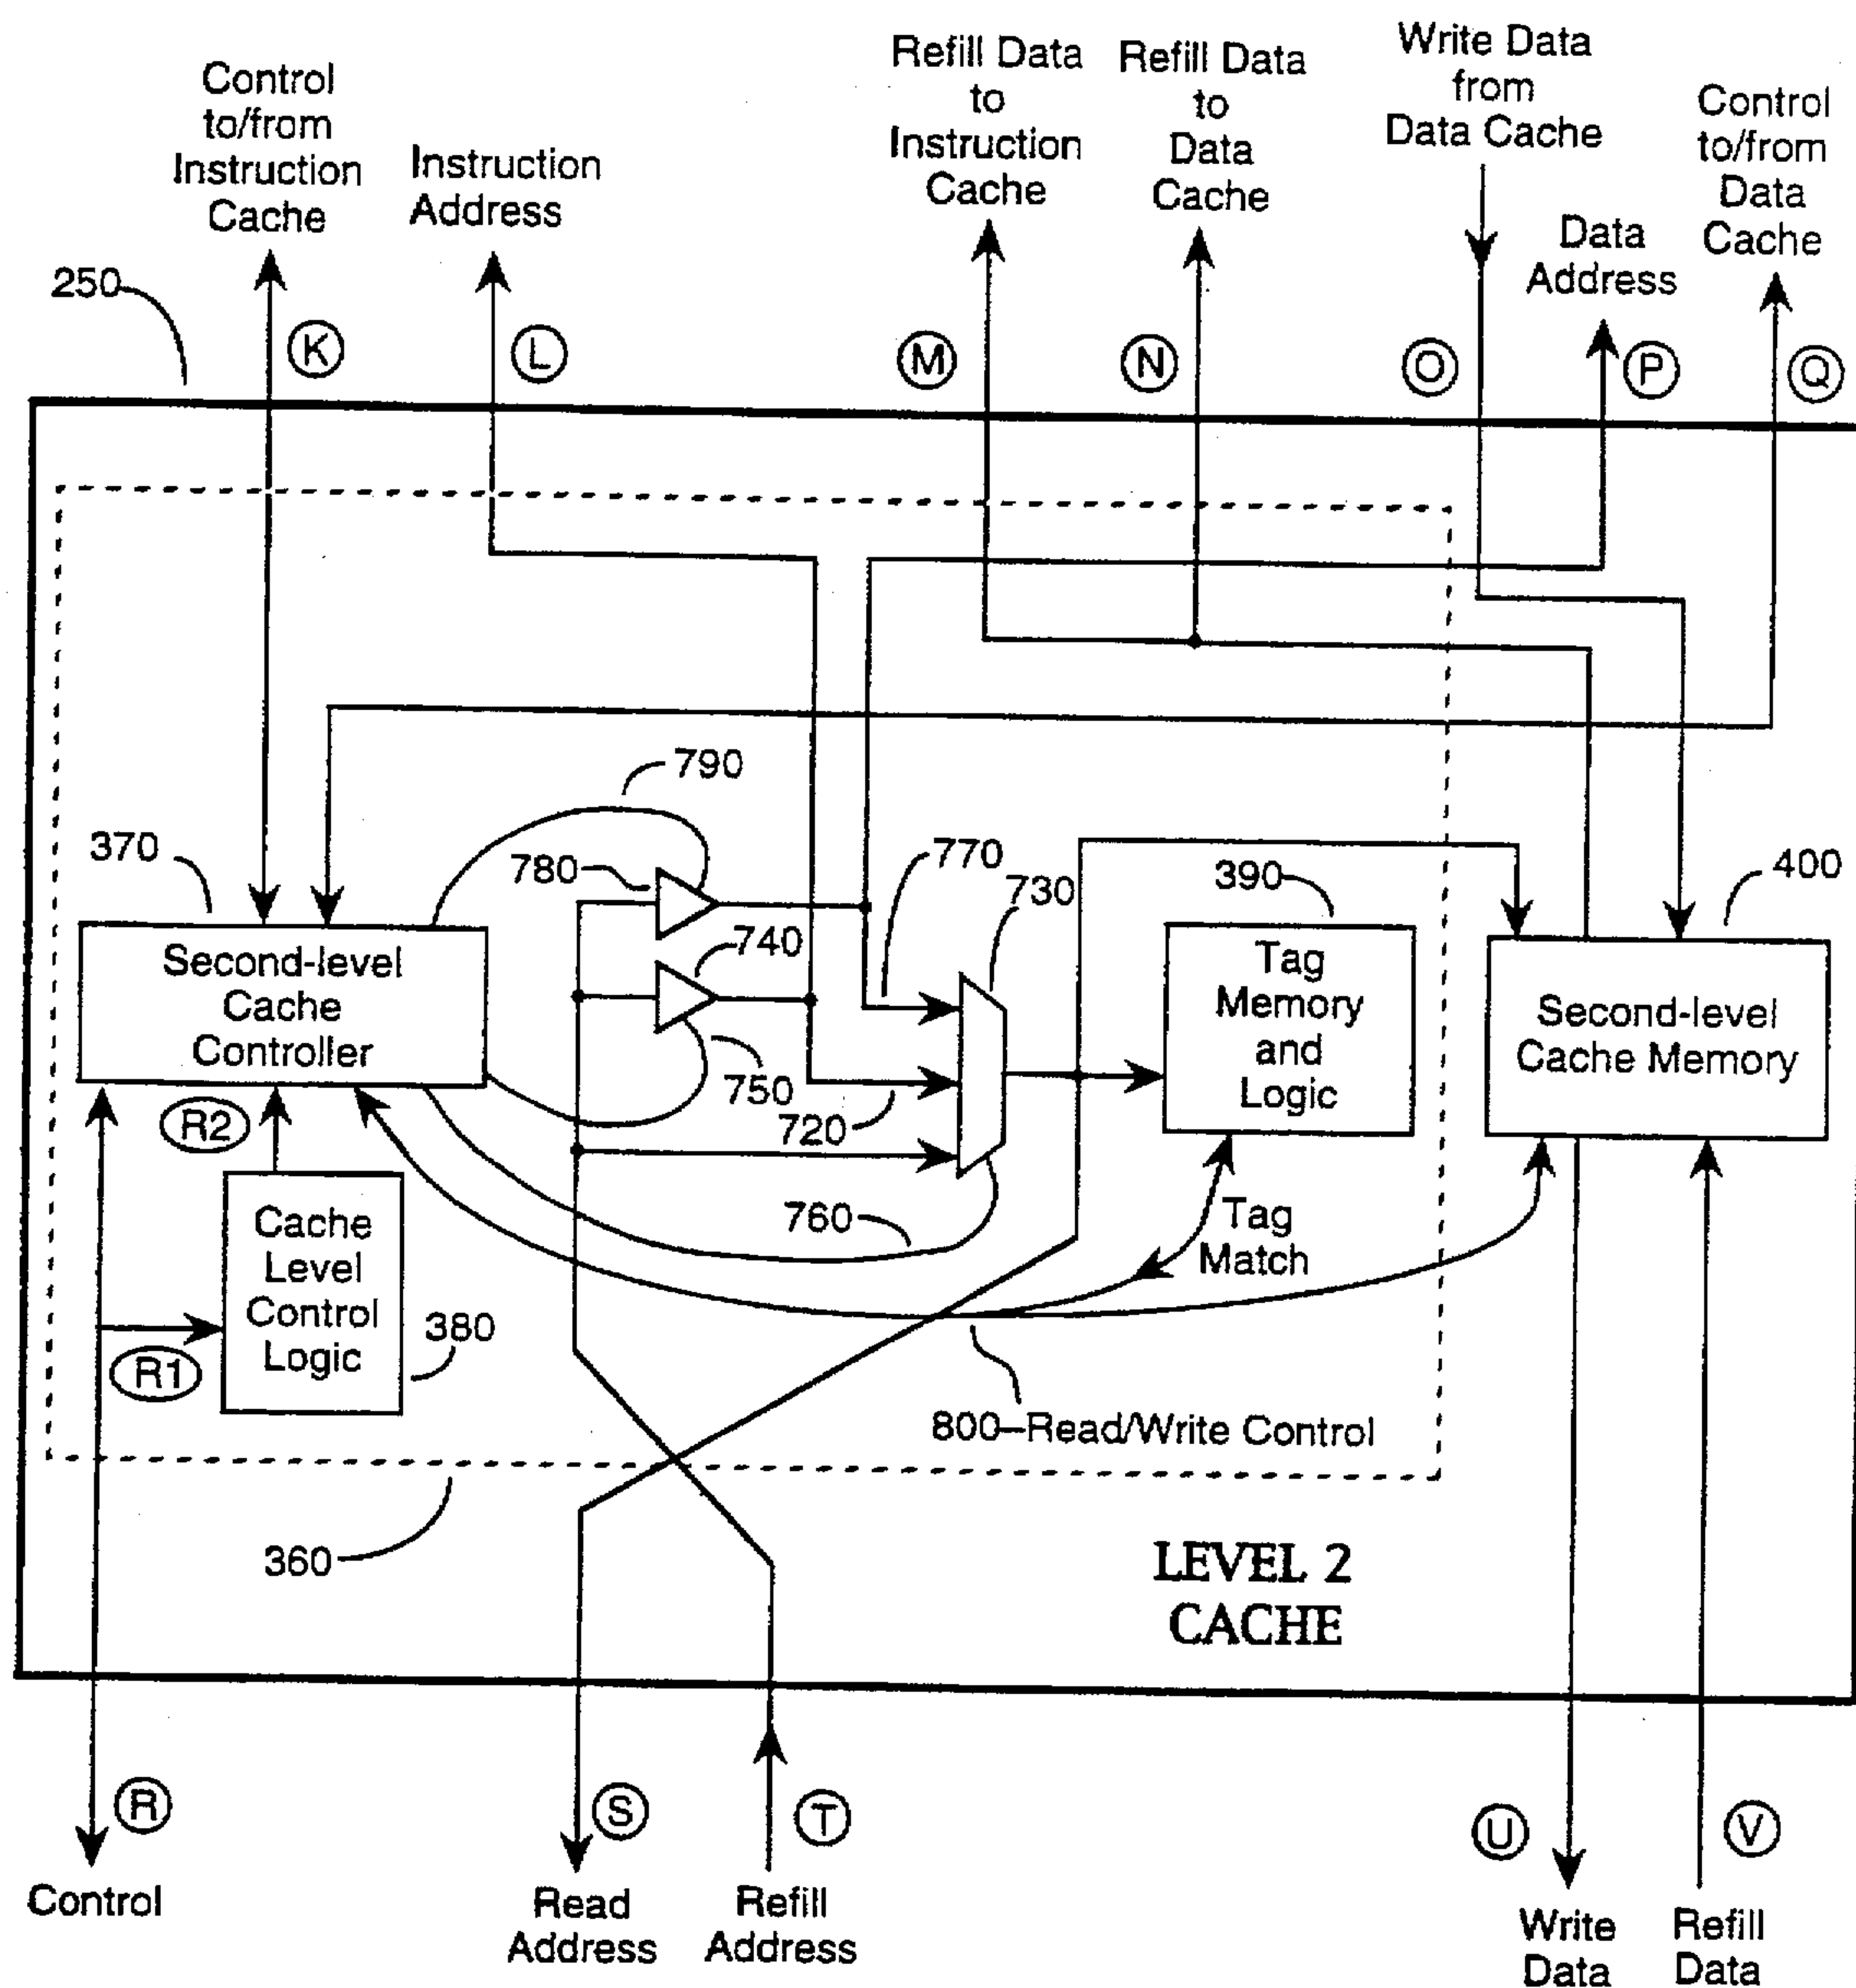 Control
to/from
Instruction
Cache
Instruction
Address
Refill Data
to
Instruction
Cache
Refill Data
to
Data
Cache
Write Data
from
Data Cache
Data
Address
Control
to/from
Data
Cache
250
K
L
M
N
O
P
Q
790
370
780
770
730
390
400
740
Second-level
Cache
Controller
Tag
Memory
and
Logic
Second-level
Cache Memory
750
720
R2
760
Tag
Match
Cache
Level
Control
Logic
380
R1
800–Read/Write Control
360
LEVEL 2
CACHE
R
S
T
U
V
Control
Read
Address
Refill
Address
Write
Data
Refill
Data